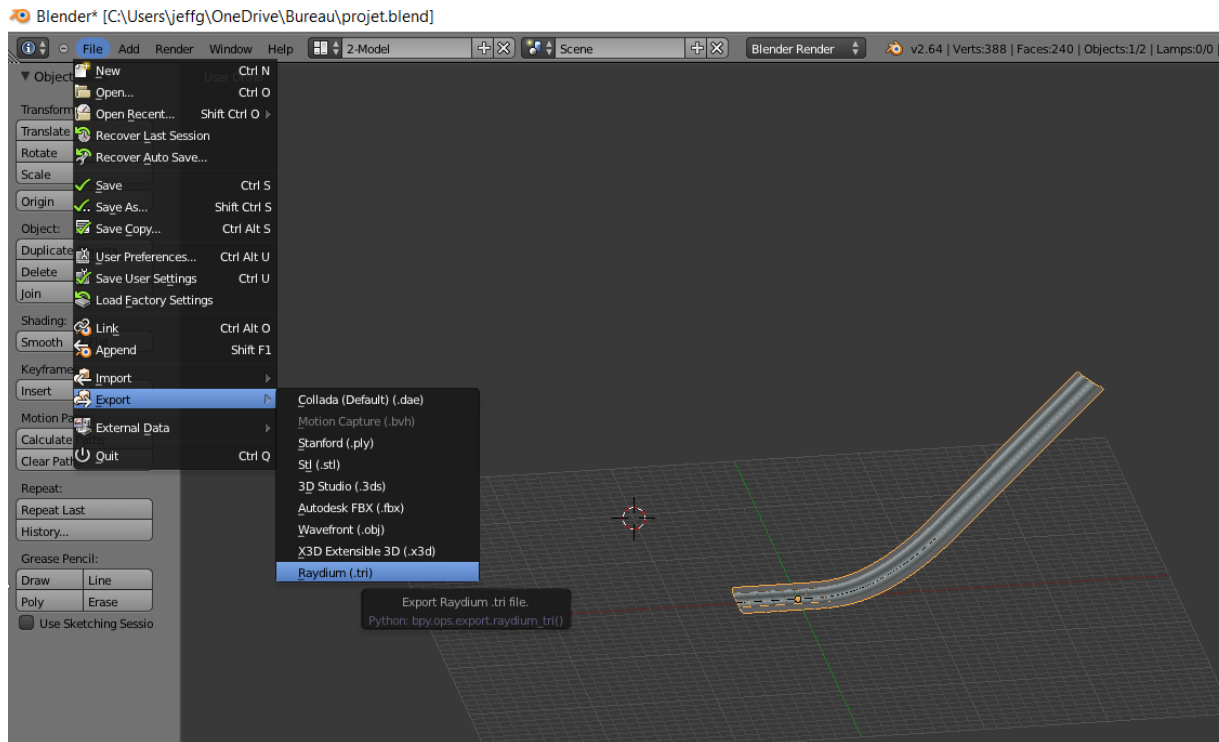 Blender* [C:\Users\jeffg\OneDrive\Bureau\projet.blend]
File Add Render Window Help 2-Model Scene Blender Render v2.64 | Verts:388 | Faces:240 | Objects:1/2 | Lamps:0/0 |
Object
User Ortho
New Ctrl N
Open... Ctrl O
Open Recent... Shift Ctrl O
Recover Last Session
Recover Auto Save...
Save Ctrl S
Save As... Shift Ctrl S
Save Copy... Ctrl Alt S
User Preferences... Ctrl Alt U
Save User Settings Ctrl U
Load Factory Settings
Link Ctrl Alt O
Append Shift F1
Import
Export
External Data
Quit Ctrl Q
Collada (Default) (.dae)
Motion Capture (.bvh)
Stanford (.ply)
Stl (.stl)
3D Studio (.3ds)
Autodesk FBX (.fbx)
Wavefront (.obj)
X3D Extensible 3D (.x3d)
Raydium (.tri)
Export Raydium .tri file.
Python: bpy.ops.export.raydium_tri()
Transform
Translate
Rotate
Scale
Origin
Object:
Duplicate
Delete
Join
Shading:
Smooth
Keyframe
Insert
Motion Pa
Calculate
Clear Path
Repeat:
Repeat Last
History...
Grease Pencil:
Draw Line
Poly Erase
Use Sketching Sessio